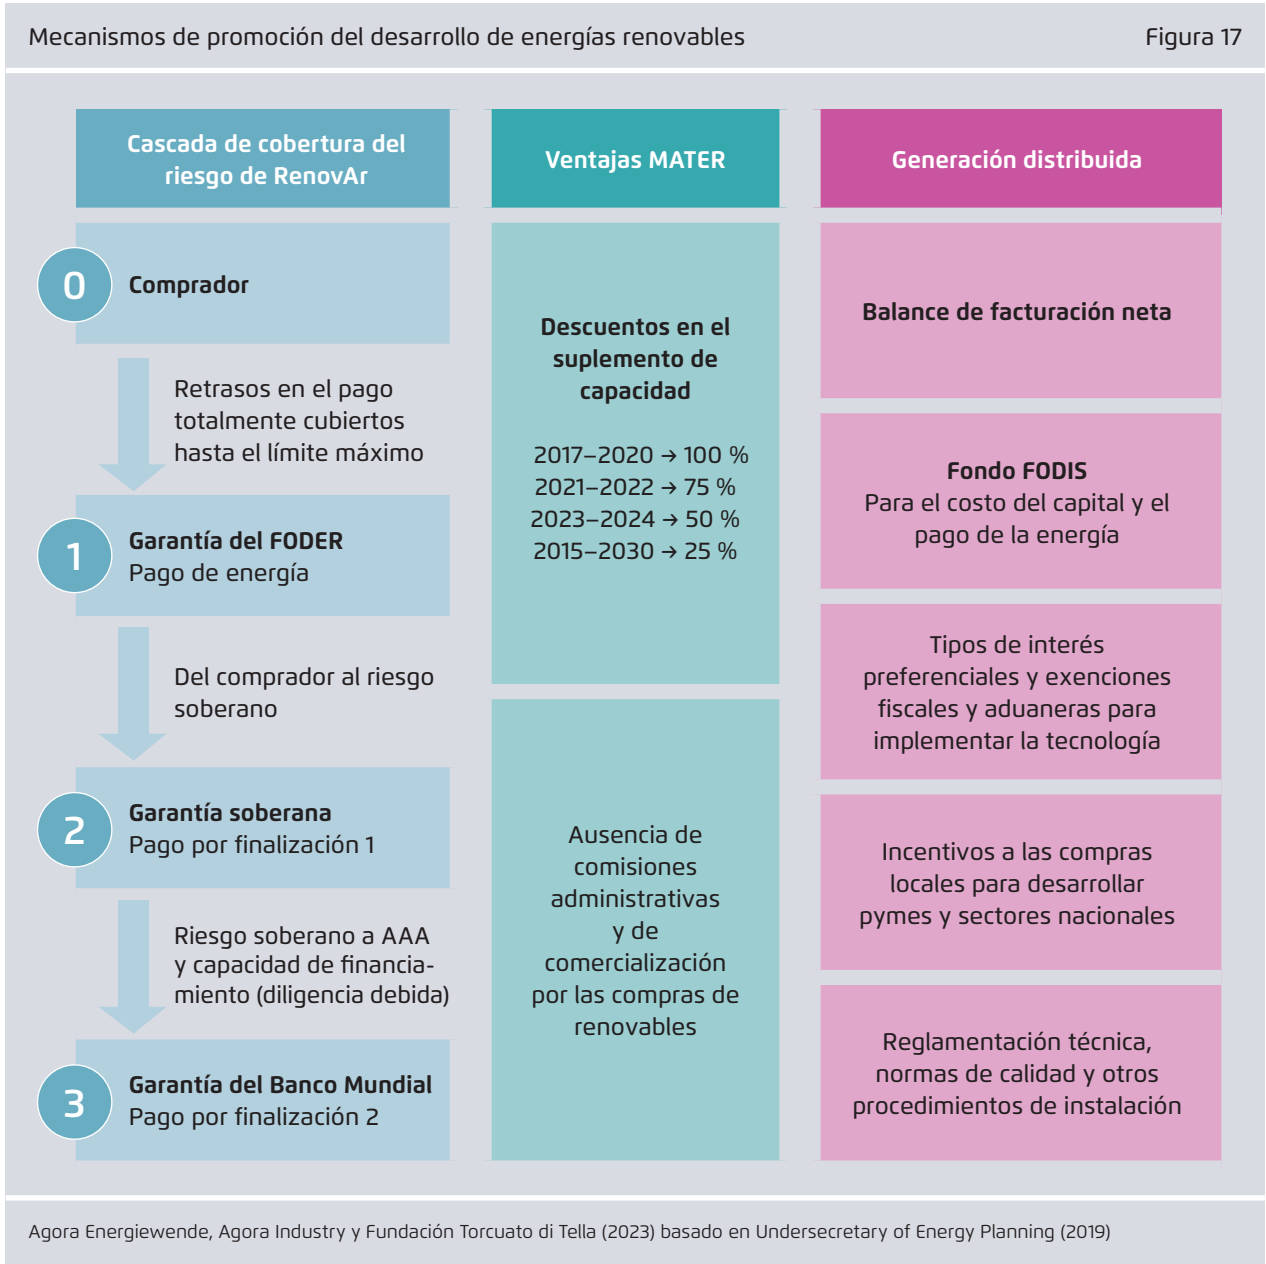 Mecanismos de promoción del desarrollo de energías renovables
Figura 17
Cascada de cobertura del
riesgo de RenovAr
0
Comprador
Retrasos en el pago
totalmente cubiertos
hasta el límite máximo
1
Garantía del FODER
Pago de energía
Del comprador al riesgo
soberano
2
Garantía soberana
Pago por finalización 1
Riesgo soberano a AAA
y capacidad de financia-
miento (diligencia debida)
3
Garantía del Banco Mundial
Pago por finalización 2
Ventajas MATER
Descuentos en el
suplemento de
capacidad
2017–2020 → 100 %
2021–2022 → 75 %
2023–2024 → 50 %
2015–2030 → 25 %
Ausencia de
comisiones
administrativas
y de
comercialización
por las compras de
renovables
Generación distribuida
Balance de facturación neta
Fondo FODIS
Para el costo del capital y el
pago de la energía
Tipos de interés
preferenciales y exenciones
fiscales y aduaneras para
implementar la tecnología
Incentivos a las compras
locales para desarrollar
pymes y sectores nacionales
Reglamentación técnica,
normas de calidad y otros
procedimientos de instalación
Agora Energiewende, Agora Industry y Fundación Torcuato di Tella (2023) basado en Undersecretary of Energy Planning (2019)